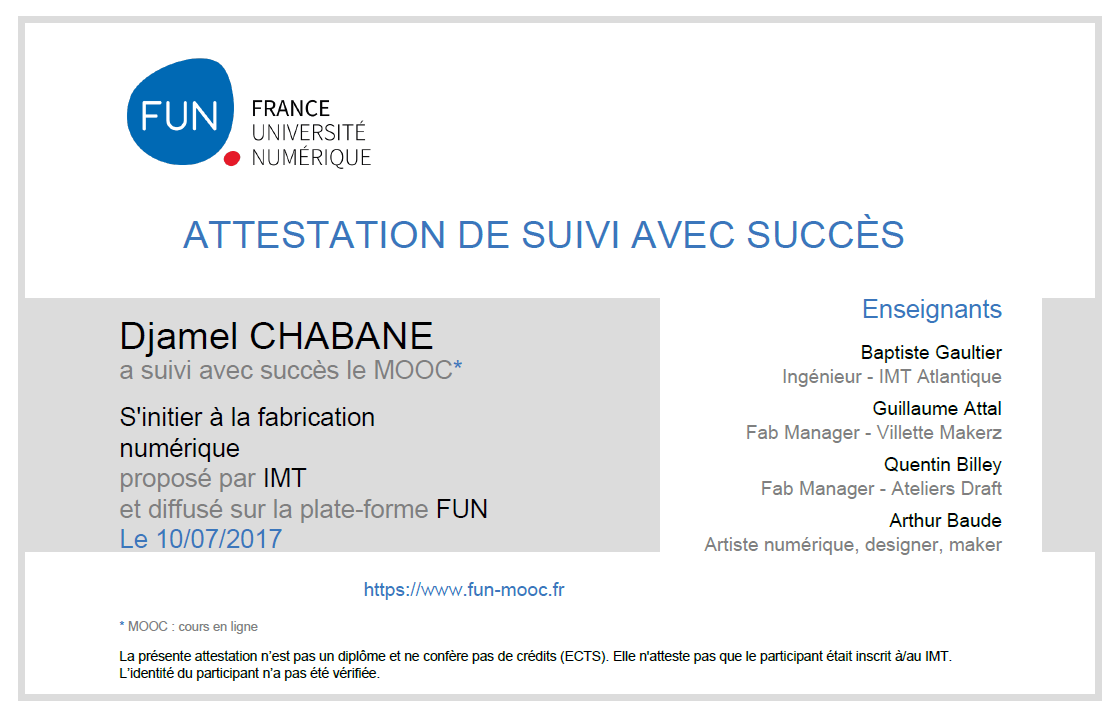 FUN
FRANCE
UNIVERSITÉ
NUMÉRIQUE
ATTESTATION DE SUIVI AVEC SUCCÈS
Djamel CHABANE
a suivi avec succès le MOOC*
S'initier à la fabrication
numérique
proposé par IMT
et diffusé sur la plate-forme FUN
Le 10/07/2017
Enseignants
Baptiste Gaultier
Ingénieur - IMT Atlantique
Guillaume Attal
Fab Manager - Villette Makerz
Quentin Billey
Fab Manager - Ateliers Draft
Arthur Baude
Artiste numérique, designer, maker
https://www.fun-mooc.fr
* MOOC : cours en ligne
La présente attestation n’est pas un diplôme et ne confère pas de crédits (ECTS). Elle n'atteste pas que le participant était inscrit à/au IMT.
L’identité du participant n’a pas été vérifiée.